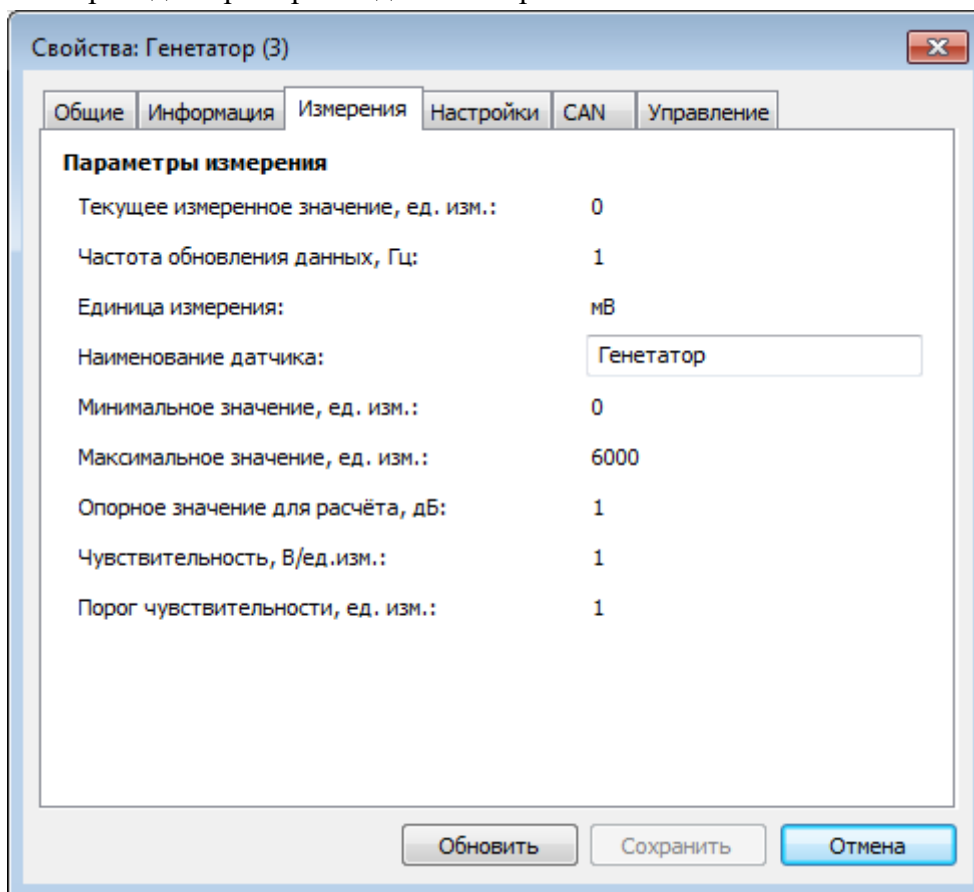 Свойства: Генетатор (3)
Общие Информация Измерения Настройки CAN Управление
Параметры измерения
Текущее измеренное значение, ед. изм.: 0
Частота обновления данных, Гц: 1
Единица измерения: мВ
Наименование датчика: Генетатор
Минимальное значение, ед. изм.: 0
Максимальное значение, ед. изм.: 6000
Опорное значение для расчёта, дБ: 1
Чувствительность, В/ед.изм.: 1
Порог чувствительности, ед. изм.: 1
Обновить Сохранить Отмена